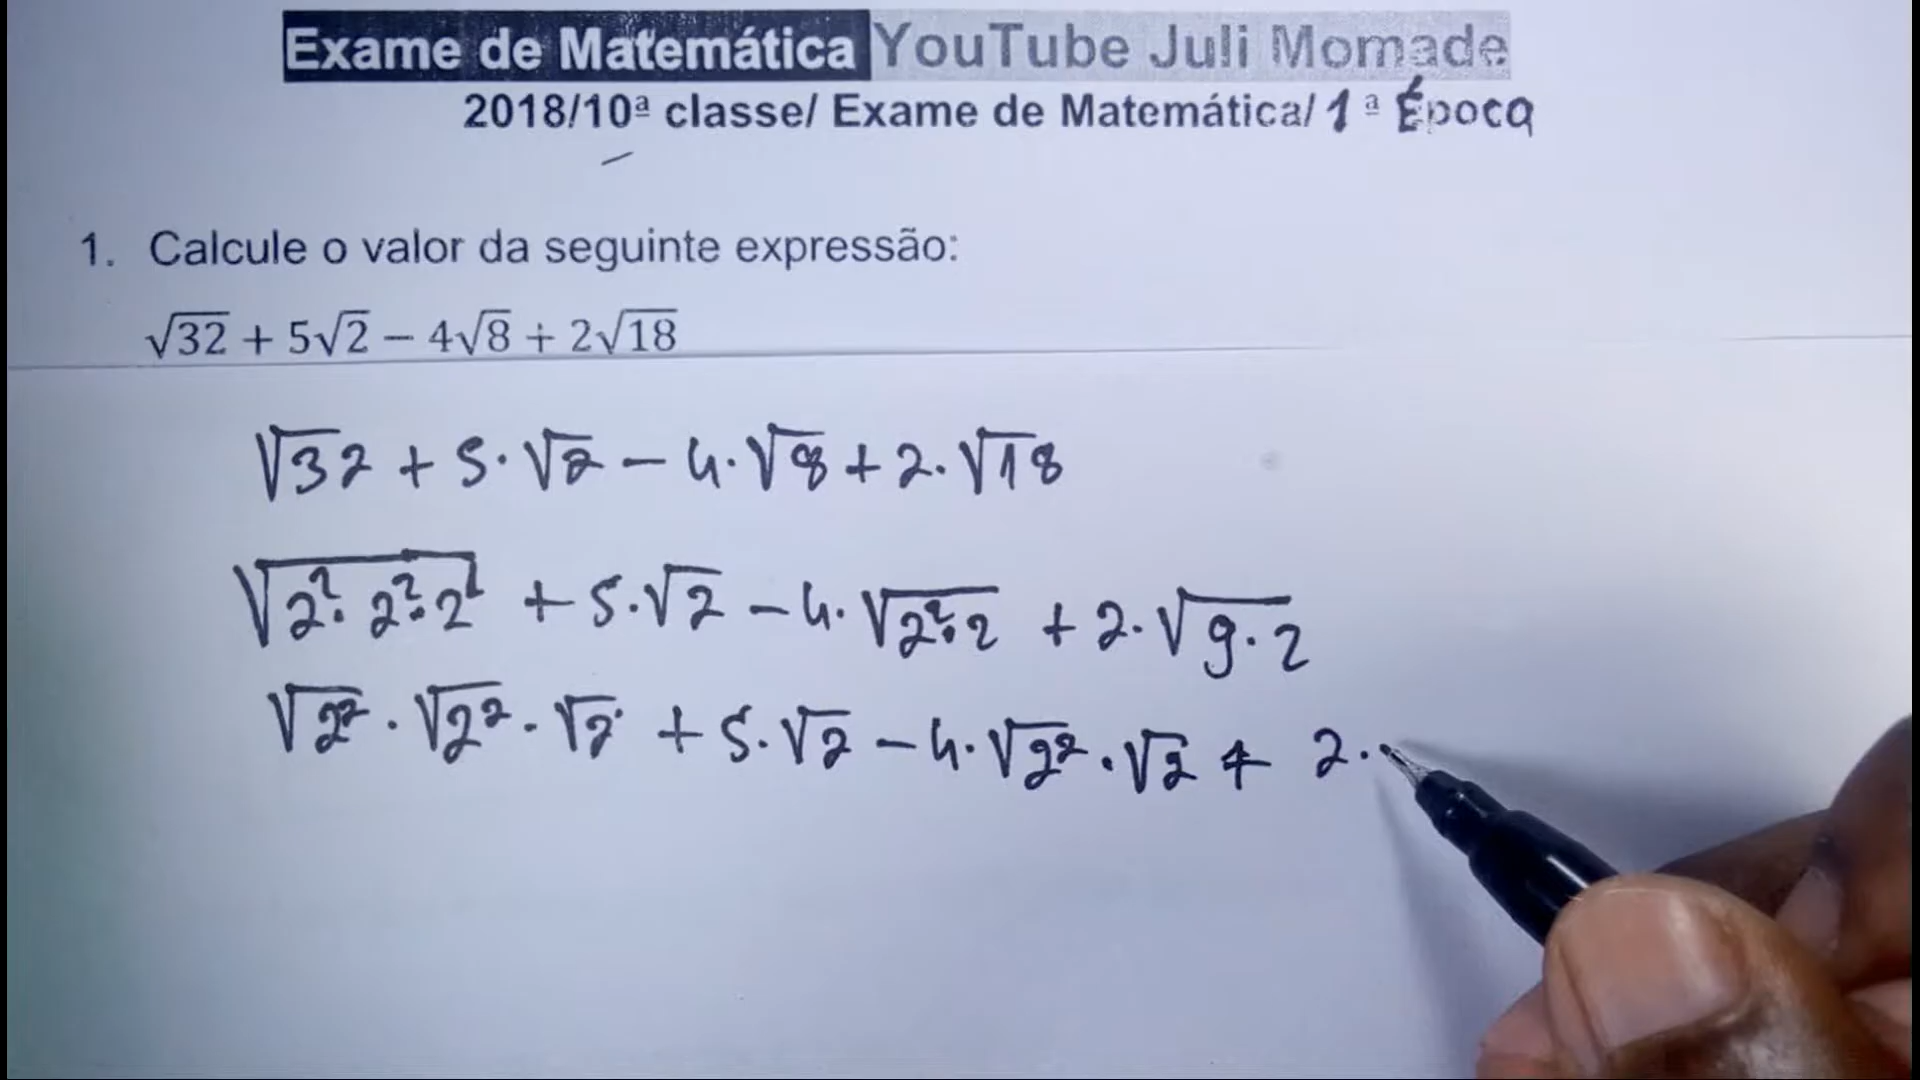 Exame de Matemática YouTube Juli Momade
2018/10ª classe/ Exame de Matemática/ 1ª Época
1. Calcule o valor da seguinte expressão:
√32 + 5√2 − 4√8 + 2√18
√32 + 5·√2 − 4·√8 + 2·√18
√(2²·2²·2¹) + 5·√2 − 4·√(2²·2) + 2·√(9·2)
√2² · √2² · √2 + 5·√2 − 4·√2² · √2 + 2·